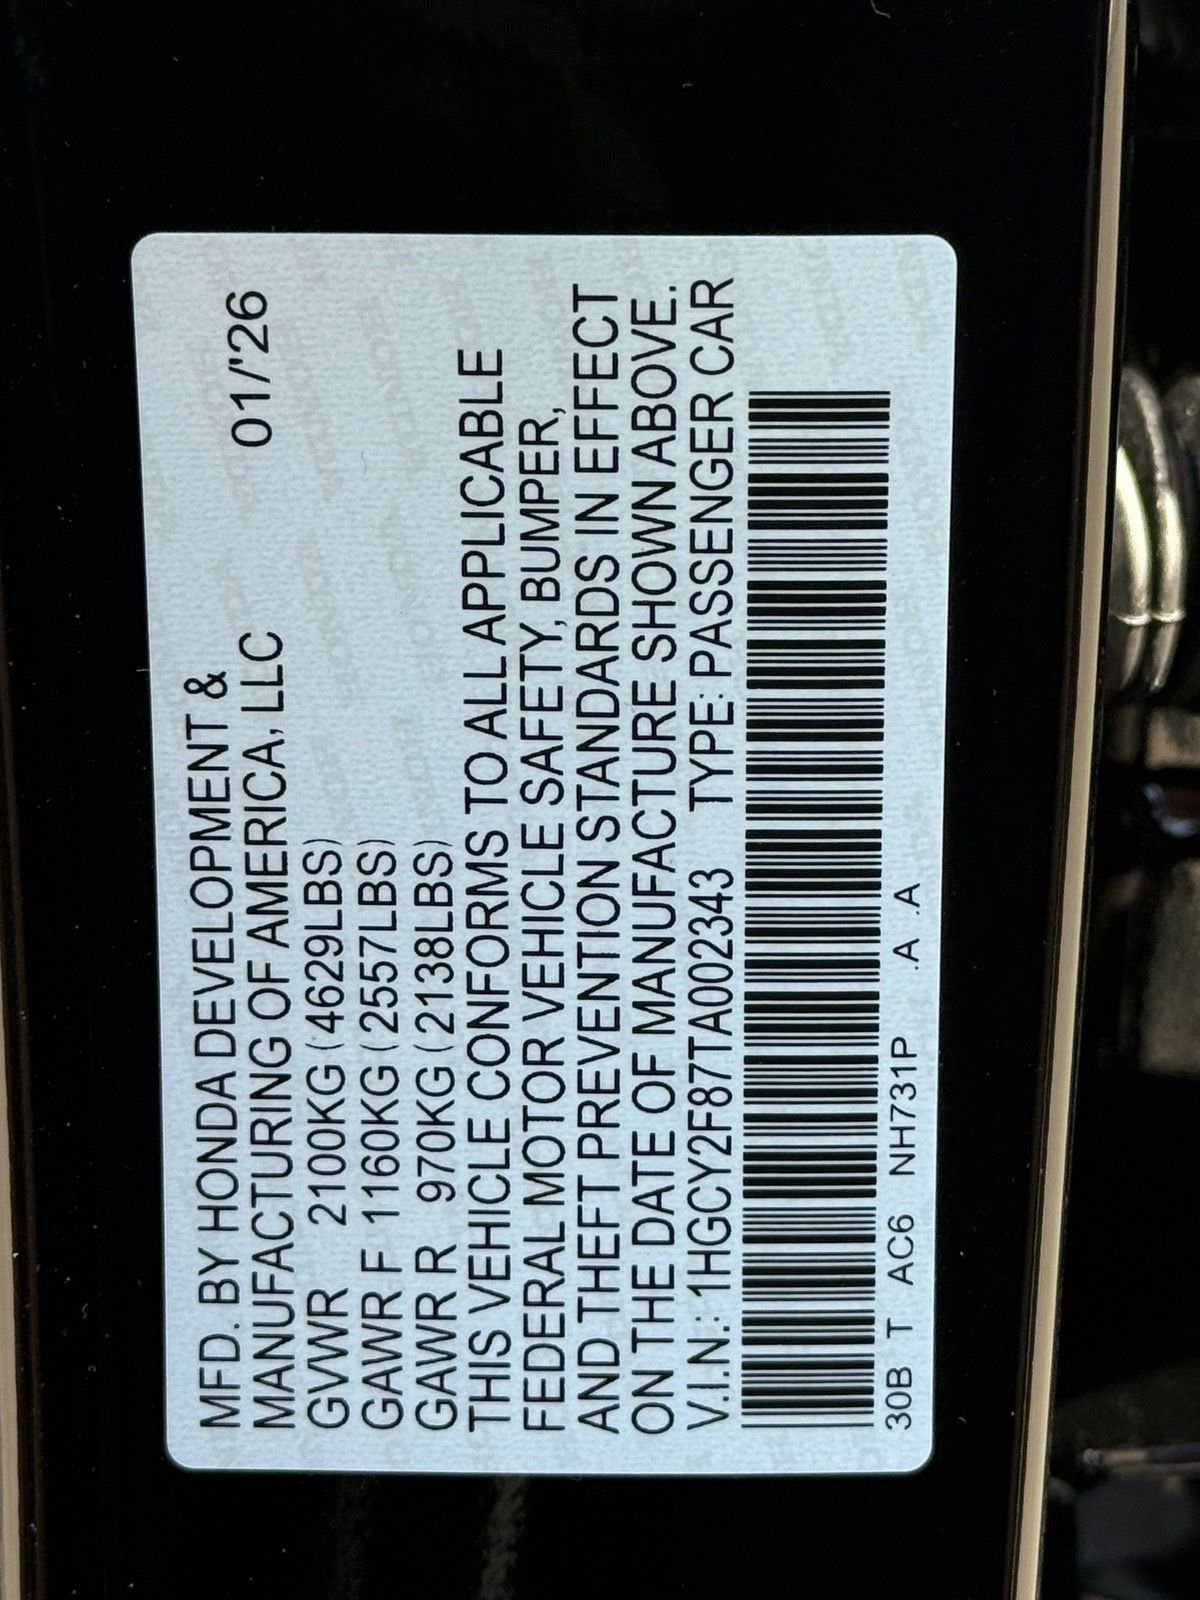 MFD. BY HONDA DEVELOPMENT &
MANUFACTURING OF AMERICA, LLC 01/'26
GVWR 2100KG (4629LBS)
GAWR F 1160KG (2557LBS)
GAWR R 970KG (2138LBS)
THIS VEHICLE CONFORMS TO ALL APPLICABLE
FEDERAL MOTOR VEHICLE SAFETY, BUMPER,
AND THEFT PREVENTION STANDARDS IN EFFECT
ON THE DATE OF MANUFACTURE SHOWN ABOVE.
V.I.N.: 1HGCY2F87TA002343 TYPE: PASSENGER CAR
30B T AC6 NH731P .A .A